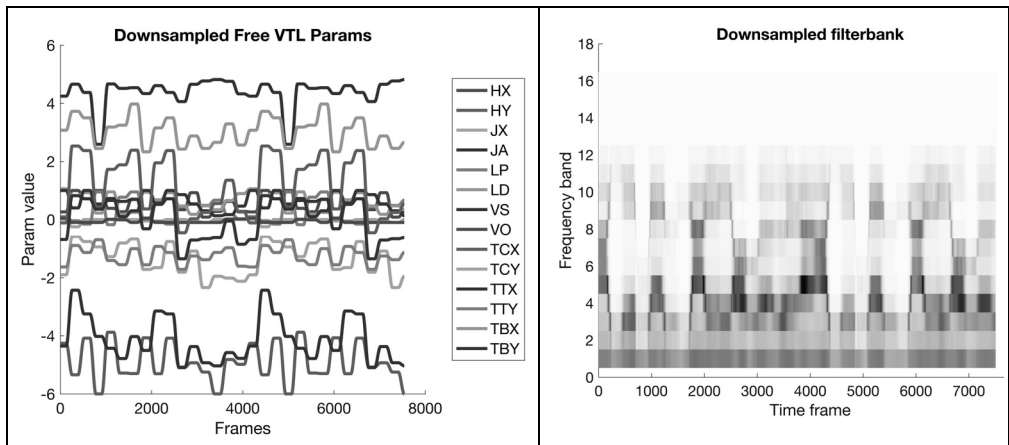 Downsampled Free VTL Params
6
4
2
0
-2
-4
-6
Param value
0 2000 4000 6000 8000
Frames
HX
HY
JX
JA
LP
LD
VS
VO
TCX
TCY
TTX
TTY
TBX
TBY
Downsampled filterbank
18
16
14
12
10
8
6
4
2
0
Frequency band
0 1000 2000 3000 4000 5000 6000 7000
Time frame